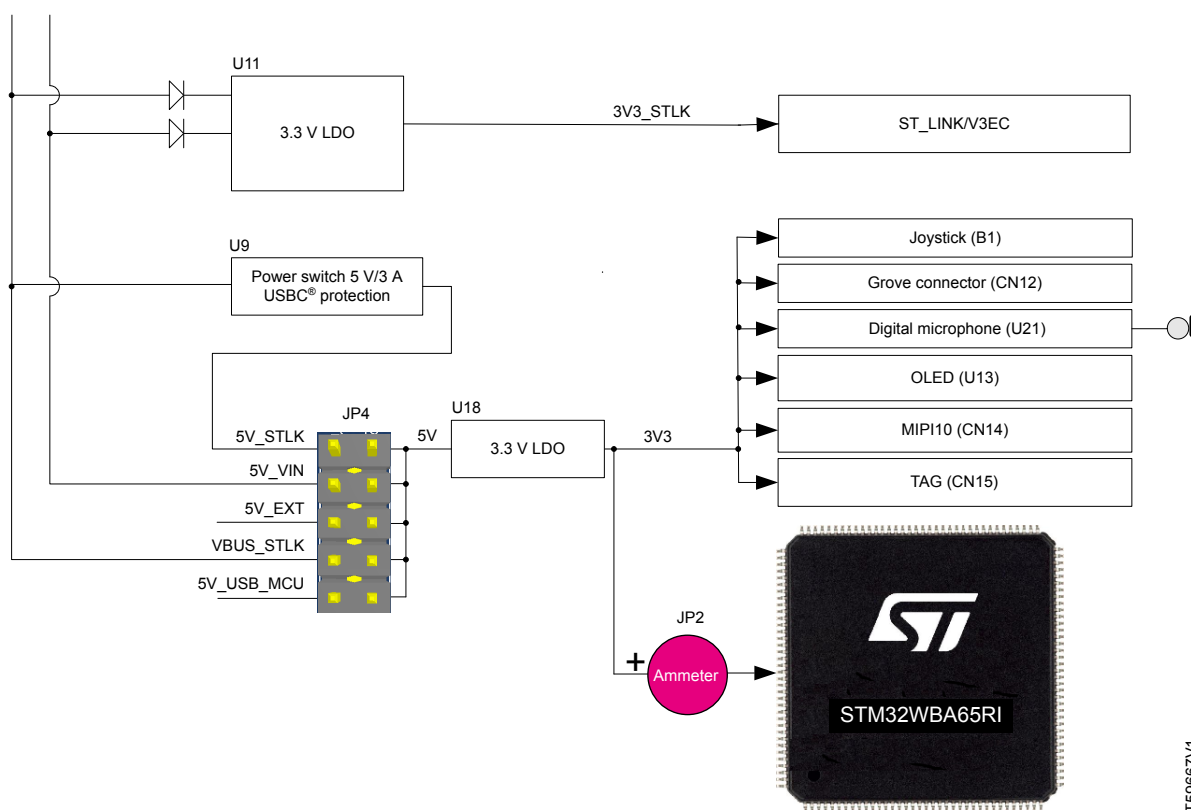 U11
3.3 V LDO
3V3_STLK
ST_LINK/V3EC
U9
Power switch 5 V/3 A
USBC® protection
Joystick (B1)
Grove connector (CN12)
Digital microphone (U21)
OLED (U13)
MIPI10 (CN14)
TAG (CN15)
JP4
5V_STLK
5V_VIN
5V_EXT
VBUS_STLK
5V_USB_MCU
5V
U18
3.3 V LDO
3V3
JP2
+
Ammeter
ST
STM32WBA65RI